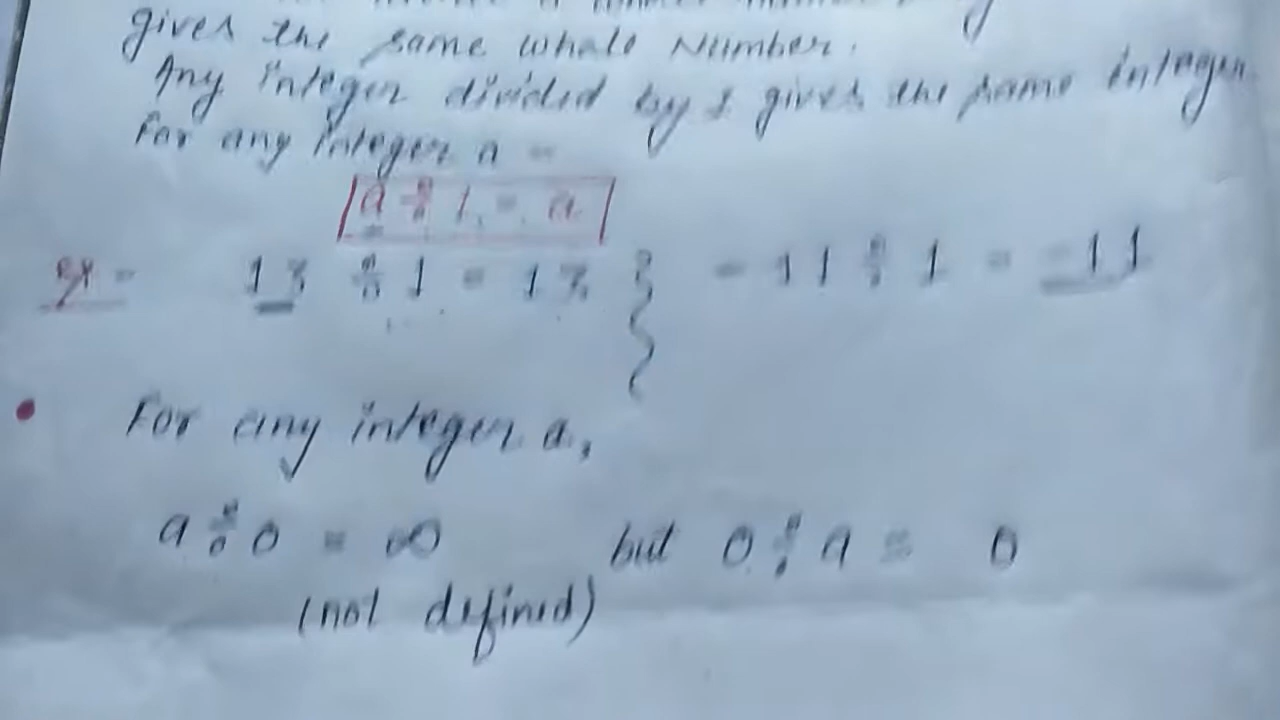 gives the same whole Number.
Any integer divided by 1 gives the same integer
For any integer a =
a ÷ 1 = a
ex = 13 ÷ 1 = 13 } - 11 ÷ 1 = -11
• For any integer a,
a ÷ 0 = ∞ but 0 ÷ a = 0
(not defined)